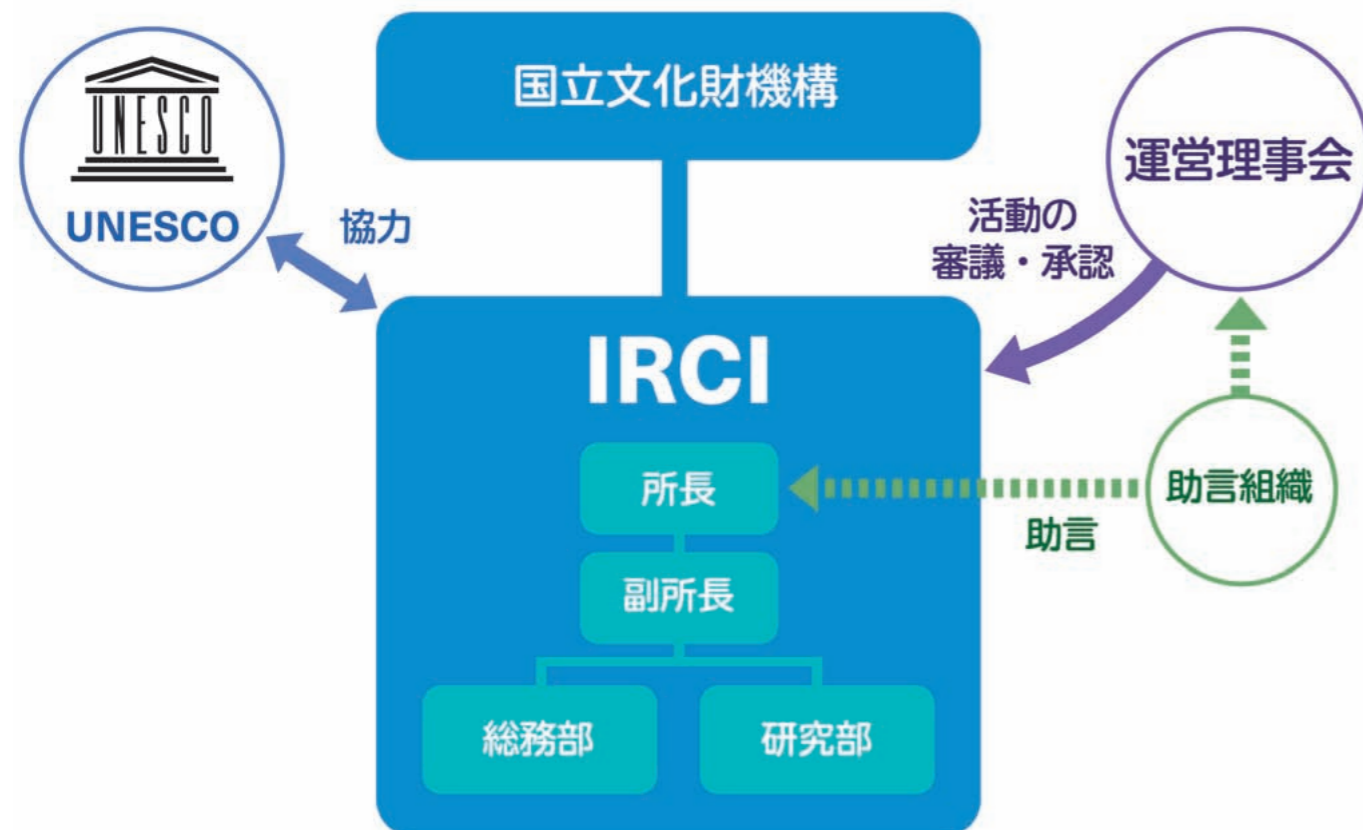 国立文化財機構
UNESCO
UNESCO
協力
運営理事会
活動の
審議・承認
IRCI
所長
助言組織
助言
副所長
総務部
研究部